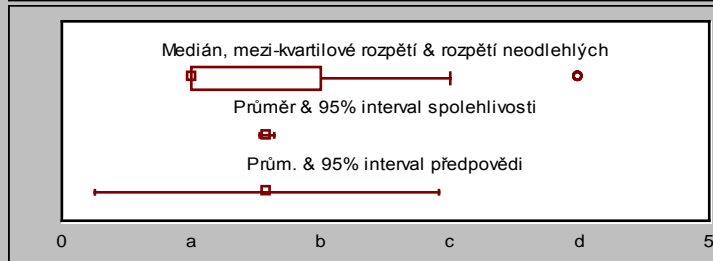 Medián, mezi-kvartilové rozpětí & rozpětí neodlehlých
Průměr & 95% interval spolehlivosti
Prům. & 95% interval předpovědi
0 a b c d 5